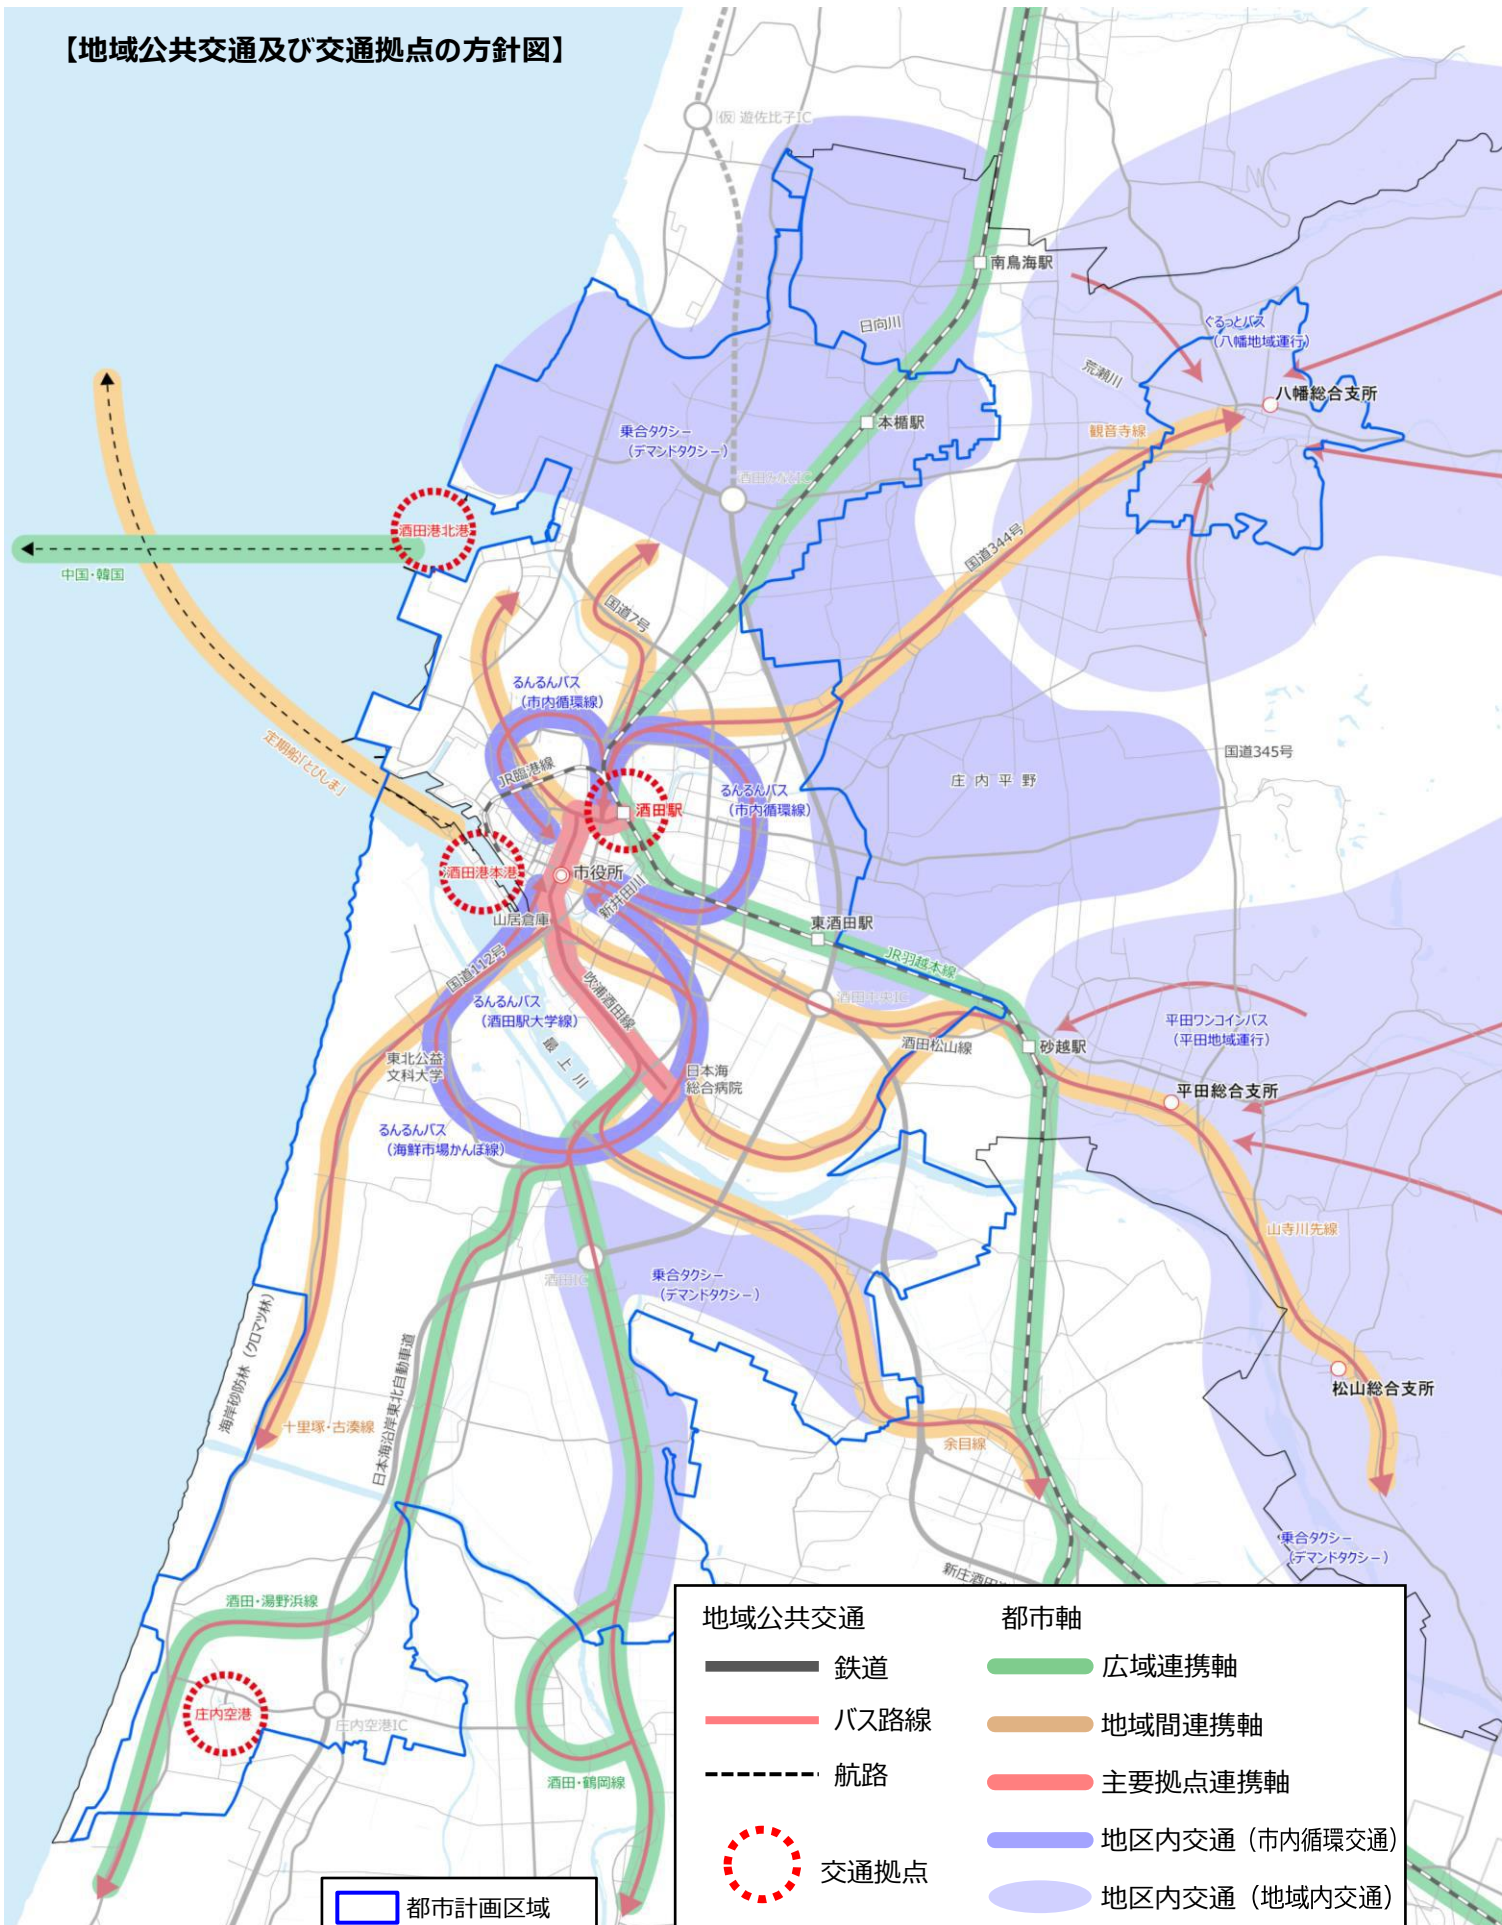 【地域公共交通及び交通拠点の方針図】
(仮)遊佐比子IC
南鳥海駅
日向川
ぐるっとバス
（八幡地域運行）
荒瀬川
八幡総合支所
本楯駅
観音寺線
乗合タクシー
（デマンドタクシー）
酒田みなとIC
酒田港北港
中国・韓国
国道344号
国道7号
るんるんバス
（市内循環線）
定期船「とびしま」
JR臨港線
国道345号
庄内平野
るんるんバス
（市内循環線）
酒田駅
酒田港本港
市役所
新井田川
山居倉庫
東酒田駅
JR羽越本線
国道112号
吹浦酒田線
るんるんバス
（酒田駅大学線）
酒田中央IC
酒田松山線
砂越駅
平田ワンコインバス
（平田地域運行）
最上川
東北公益
文科大学
日本海
総合病院
平田総合支所
るんるんバス
（海鮮市場かんぽ線）
山寺川先線
酒田IC
乗合タクシー
（デマンドタクシー）
海岸砂防林（クロマツ林）
日本海沿岸東北自動車道
松山総合支所
十里塚・古湊線
余目線
乗合タクシー
（デマンドタクシー）
新庄酒田
酒田・湯野浜線
庄内空港
庄内空港IC
酒田・鶴岡線
地域公共交通
鉄道
バス路線
航路
交通拠点
都市軸
広域連携軸
地域間連携軸
主要拠点連携軸
地区内交通（市内循環交通）
地区内交通（地域内交通）
都市計画区域